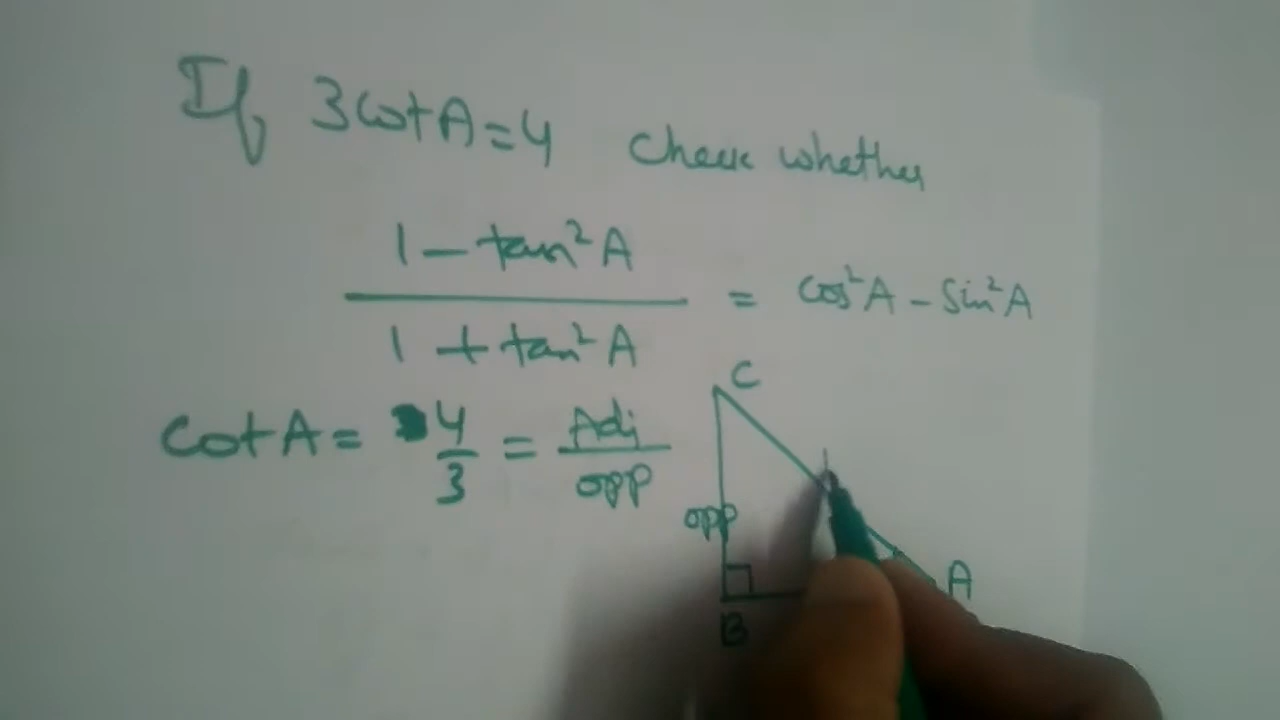 If 3cotA=4 check whether
1 - tan²A
= cos²A - sin²A
1 + tan²A
C
cotA = 4/3 = Adj/opp
opp
A
B